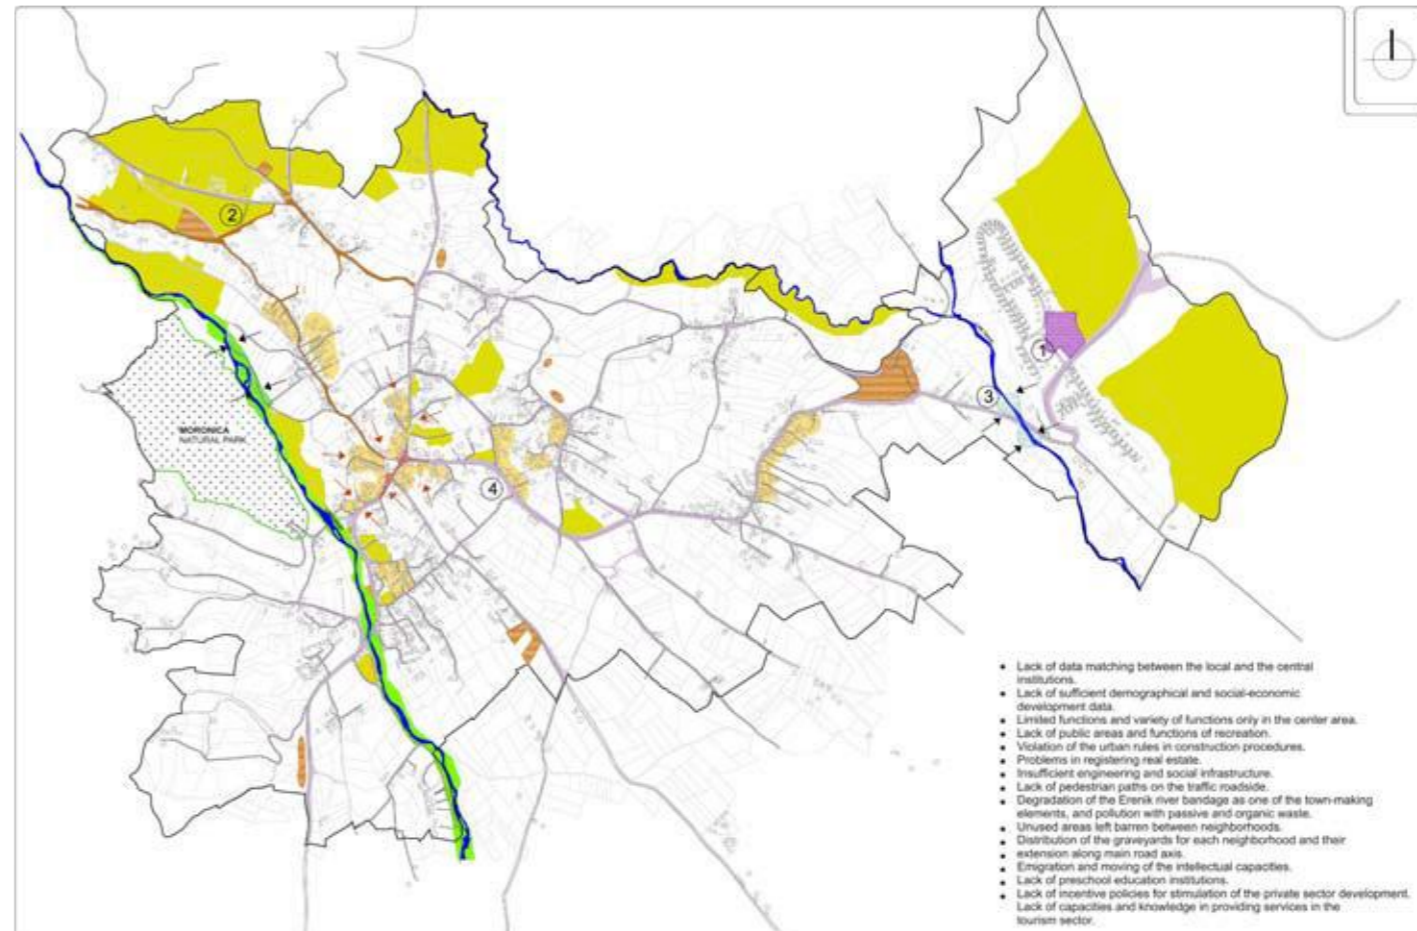 2
1
3
MORONICA
NATURAL PARK
4
Lack of data matching between the local and the central
institutions.
Lack of sufficient demographical and social-economic
development data.
Limited functions and variety of functions only in the center area.
Lack of public areas and functions of recreation.
Violation of the urban rules in construction procedures.
Problems in registering real estate.
Insufficient engineering and social infrastructure.
Lack of pedestrian paths on the traffic roadside.
Degradation of the Erenik river bandage as one of the town-making
elements, and pollution with passive and organic waste.
Unused areas left barren between neighborhoods.
Distribution of the graveyards for each neighborhood and their
extension along main road axis.
Emigration and moving of the intellectual capacities.
Lack of preschool education institutions.
Lack of incentive policies for stimulation of the private sector development.
Lack of capacities and knowledge in providing services in the
tourism sector.